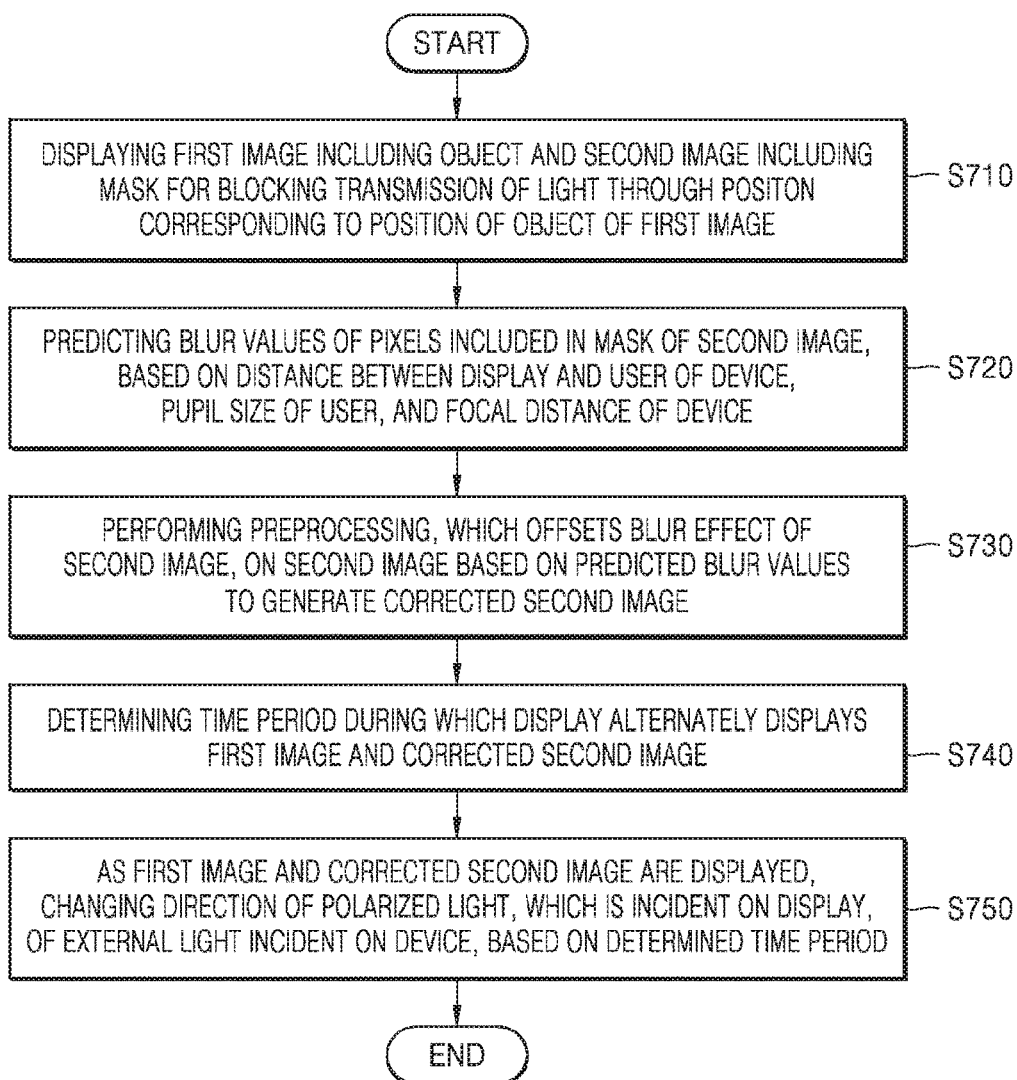 START
DISPLAYING FIRST IMAGE INCLUDING OBJECT AND SECOND IMAGE INCLUDING
MASK FOR BLOCKING TRANSMISSION OF LIGHT THROUGH POSITON
CORRESPONDING TO POSITION OF OBJECT OF FIRST IMAGE
S710
PREDICTING BLUR VALUES OF PIXELS INCLUDED IN MASK OF SECOND IMAGE,
BASED ON DISTANCE BETWEEN DISPLAY AND USER OF DEVICE,
PUPIL SIZE OF USER, AND FOCAL DISTANCE OF DEVICE
S720
PERFORMING PREPROCESSING, WHICH OFFSETS BLUR EFFECT OF
SECOND IMAGE, ON SECOND IMAGE BASED ON PREDICTED BLUR VALUES
TO GENERATE CORRECTED SECOND IMAGE
S730
DETERMINING TIME PERIOD DURING WHICH DISPLAY ALTERNATELY DISPLAYS
FIRST IMAGE AND CORRECTED SECOND IMAGE
S740
AS FIRST IMAGE AND CORRECTED SECOND IMAGE ARE DISPLAYED,
CHANGING DIRECTION OF POLARIZED LIGHT, WHICH IS INCIDENT ON DISPLAY,
OF EXTERNAL LIGHT INCIDENT ON DEVICE, BASED ON DETERMINED TIME PERIOD
S750
END